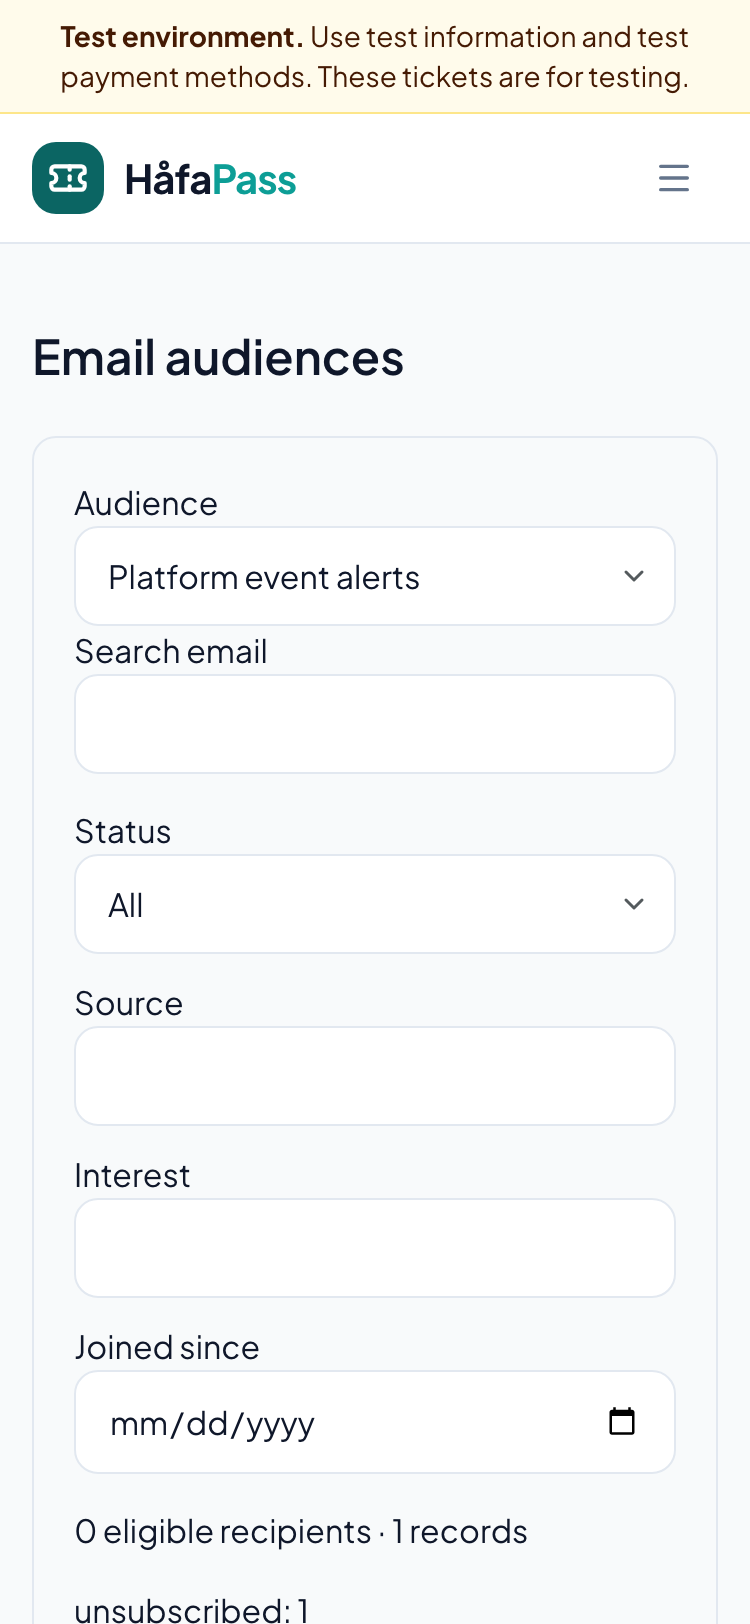 Test environment. Use test information and test
payment methods. These tickets are for testing.
HåfaPass
Email audiences
Audience
Platform event alerts
Search email
Status
All
Source
Interest
Joined since
mm/dd/yyyy
0 eligible recipients · 1 records
unsubscribed: 1